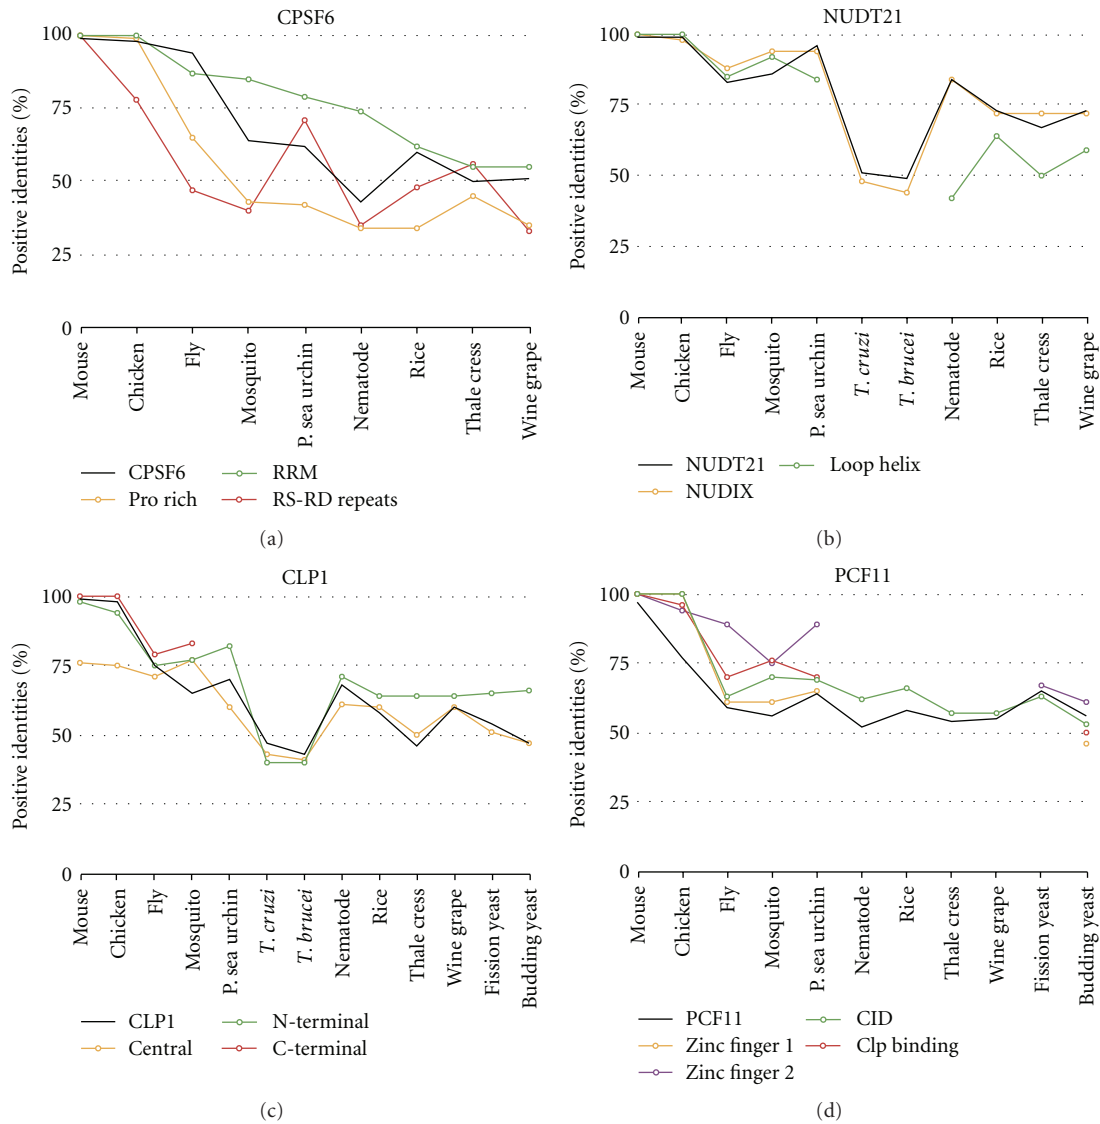 CPSF6
Positive identities (%)
100
75
50
25
0
Mouse
Chicken
Fly
Mosquito
P. sea urchin
Nematode
Rice
Thale cress
Wine grape
CPSF6
RRM
Pro rich
RS-RD repeats
(a)
NUDT21
Positive identities (%)
100
75
50
25
0
Mouse
Chicken
Fly
Mosquito
P. sea urchin
T. cruzi
T. brucei
Nematode
Rice
Thale cress
Wine grape
NUDT21
Loop helix
NUDIX
(b)
CLP1
Positive identities (%)
100
75
50
25
0
Mouse
Chicken
Fly
Mosquito
P. sea urchin
T. cruzi
T. brucei
Nematode
Rice
Thale cress
Wine grape
Fission yeast
Budding yeast
CLP1
N-terminal
Central
C-terminal
(c)
PCF11
Positive identities (%)
100
75
50
25
0
Mouse
Chicken
Fly
Mosquito
P. sea urchin
Nematode
Rice
Thale cress
Wine grape
Fission yeast
Budding yeast
PCF11
CID
Zinc finger 1
Clp binding
Zinc finger 2
(d)